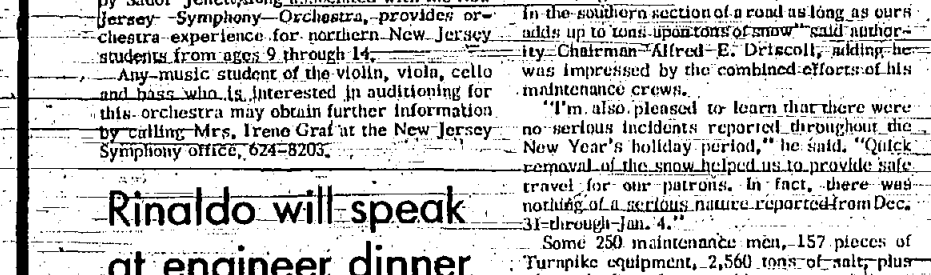 Jersey Symphony Orchestra, provides or-
chestra experience for northern New Jersey
students from ages 9 through 14.
Any music student of the violin, viola, cello
and bass who is interested in auditioning for
this orchestra may obtain further information
by calling Mrs. Irene Graf at the New Jersey
Symphony office, 624-8203.
Rinaldo will speak
at engineer dinner
in the southern section of a road as long as ours
adds up to tons upon tons of snow" said author-
ity Chairman Alfred E. Driscoll, adding he
was impressed by the combined efforts of his
maintenance crews.
"I'm also pleased to learn that there were
no serious incidents reported throughout the
New Year's holiday period," he said. "Quick
removal of the snow helped us to provide safe
travel for our patrons. In fact, there was
nothing of a serious nature reported from Dec.
31 through Jan. 4."
Some 250 maintenance men, 157 pieces of
Turnpike equipment, 2,560 tons of salt, plus